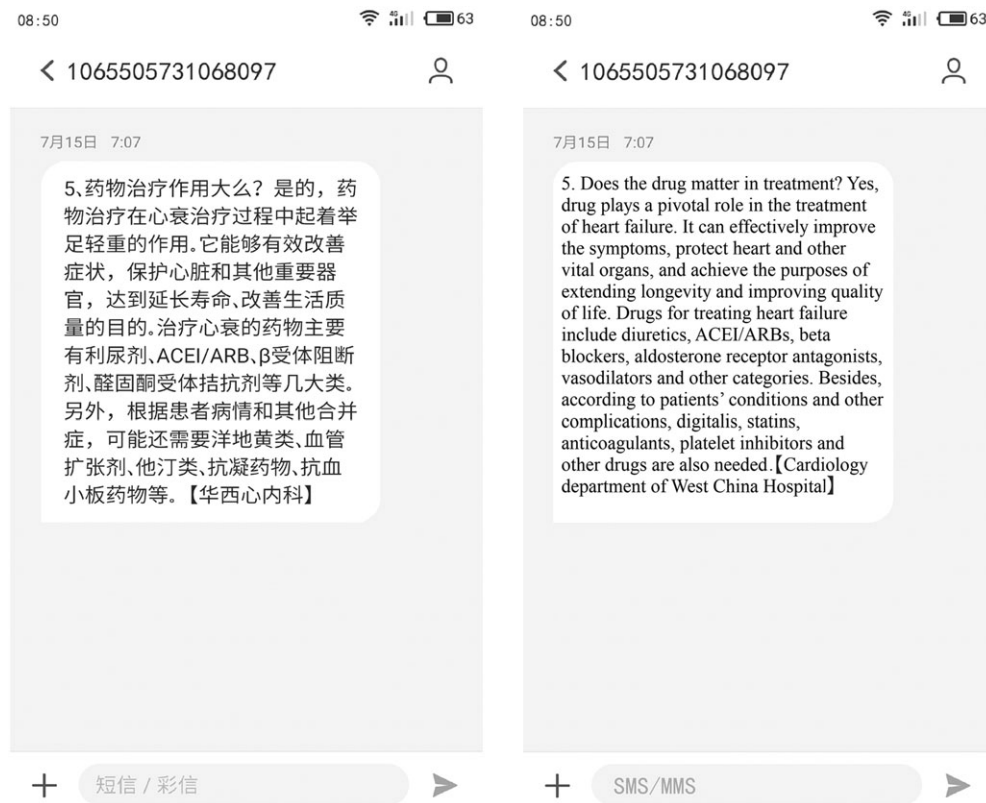 08:50
4G
63
1065505731068097
7月15日 7:07
5、药物治疗作用大么？是的，药
物治疗在心衰治疗过程中起着举
足轻重的作用。它能够有效改善
症状，保护心脏和其他重要器
官，达到延长寿命、改善生活质
量的目的。治疗心衰的药物主要
有利尿剂、ACEI/ARB、β受体阻断
剂、醛固酮受体拮抗剂等几大类。
另外，根据患者病情和其他合并
症，可能还需要洋地黄类、血管
扩张剂、他汀类、抗凝药物、抗血
小板药物等。【华西心内科】
短信 / 彩信
08:50
4G
63
1065505731068097
7月15日 7:07
5. Does the drug matter in treatment? Yes,
drug plays a pivotal role in the treatment
of heart failure. It can effectively improve
the symptoms, protect heart and other
vital organs, and achieve the purposes of
extending longevity and improving quality
of life. Drugs for treating heart failure
include diuretics, ACEI/ARBs, beta
blockers, aldosterone receptor antagonists,
vasodilators and other categories. Besides,
according to patients’ conditions and other
complications, digitalis, statins,
anticoagulants, platelet inhibitors and
other drugs are also needed.【Cardiology
department of West China Hospital】
SMS/MMS